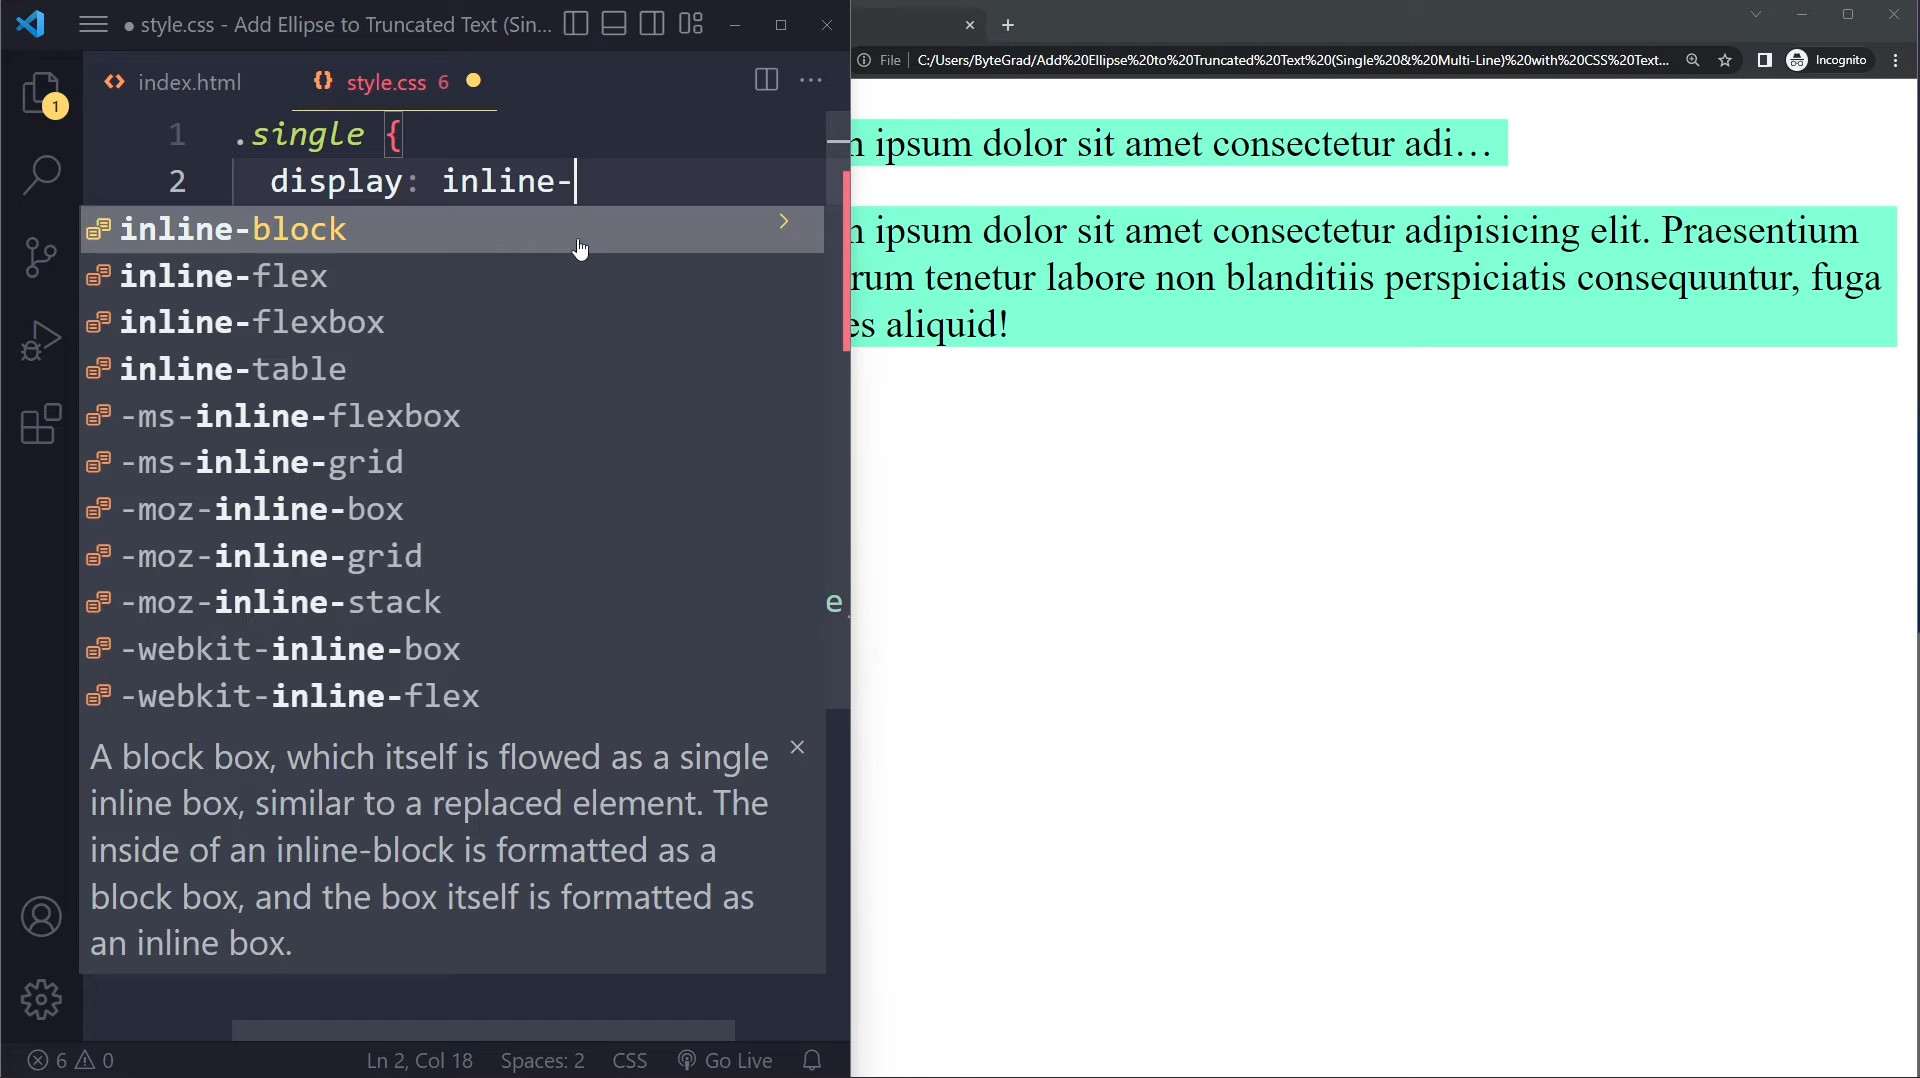 style.css - Add Ellipse to Truncated Text (Sin...
index.html
style.css 6
1
1 .single {
2 display: inline-
inline-block
inline-flex
inline-flexbox
inline-table
-ms-inline-flexbox
-ms-inline-grid
-moz-inline-box
-moz-inline-grid
-moz-inline-stack
-webkit-inline-box
-webkit-inline-flex
e
A block box, which itself is flowed as a single
inline box, similar to a replaced element. The
inside of an inline-block is formatted as a
block box, and the box itself is formatted as
an inline box.
6 0 Ln 2, Col 18 Spaces: 2 CSS Go Live
File C:/Users/ByteGrad/Add%20Ellipse%20to%20Truncated%20Text%20(Single%20&%20Multi-Line)%20with%20CSS%20Text... Incognito
ipsum dolor sit amet consectetur adi…
ipsum dolor sit amet consectetur adipisicing elit. Praesentium
rum tenetur labore non blanditiis perspiciatis consequuntur, fuga
es aliquid!